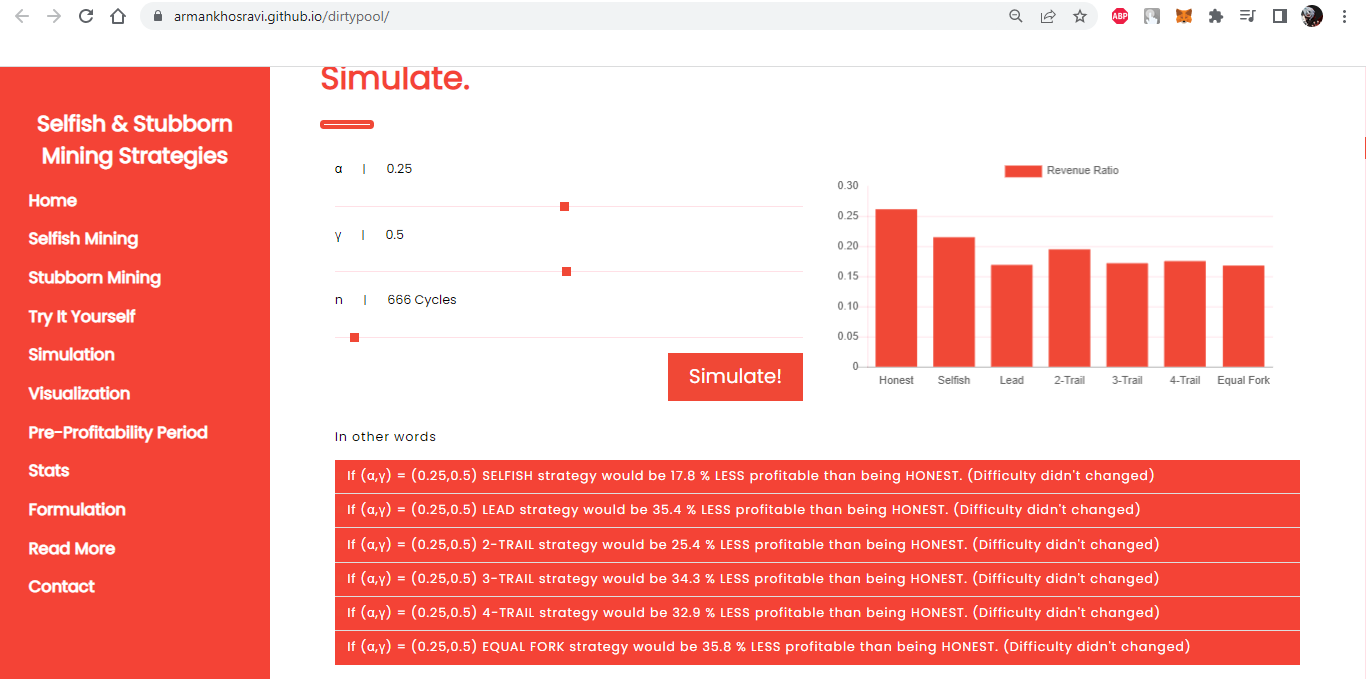 armankhosravi.github.io/dirtypool/
ABP
Selfish & Stubborn
Mining Strategies
Home
Selfish Mining
Stubborn Mining
Try It Yourself
Simulation
Visualization
Pre-Profitability Period
Stats
Formulation
Read More
Contact
Simulate.
α | 0.25
γ | 0.5
n | 666 Cycles
Simulate!
Revenue Ratio
0.30
0.25
0.20
0.15
0.10
0.05
0
Honest Selfish Lead 2-Trail 3-Trail 4-Trail Equal Fork
In other words
If (α,γ) = (0.25,0.5) SELFISH strategy would be 17.8 % LESS profitable than being HONEST. (Difficulty didn't changed)
If (α,γ) = (0.25,0.5) LEAD strategy would be 35.4 % LESS profitable than being HONEST. (Difficulty didn't changed)
If (α,γ) = (0.25,0.5) 2-TRAIL strategy would be 25.4 % LESS profitable than being HONEST. (Difficulty didn't changed)
If (α,γ) = (0.25,0.5) 3-TRAIL strategy would be 34.3 % LESS profitable than being HONEST. (Difficulty didn't changed)
If (α,γ) = (0.25,0.5) 4-TRAIL strategy would be 32.9 % LESS profitable than being HONEST. (Difficulty didn't changed)
If (α,γ) = (0.25,0.5) EQUAL FORK strategy would be 35.8 % LESS profitable than being HONEST. (Difficulty didn't changed)